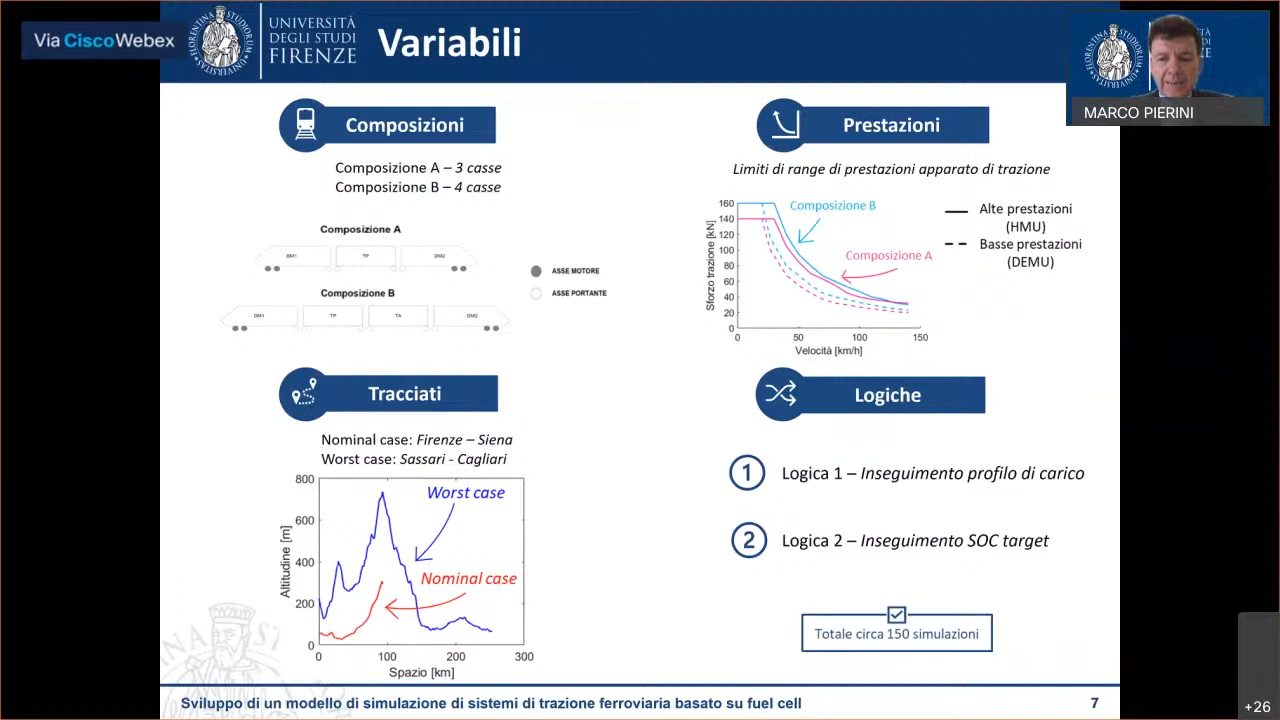 Via CiscoWebex
UNIVERSITÀ
DEGLI STUDI
FIRENZE
Variabili
MARCO PIERINI
Composizioni
Composizione A – 3 casse
Composizione B – 4 casse
Composizione A
DM1
TP
DM2
Composizione B
DM1
TP
TA
DM2
ASSE MOTORE
ASSE PORTANTE
Prestazioni
Limiti di range di prestazioni apparato di trazione
Sforzo trazione [kN]
160
140
120
100
80
60
40
20
0
0
50
100
150
Velocità [km/h]
Composizione B
Composizione A
Alte prestazioni
(HMU)
Basse prestazioni
(DEMU)
Tracciati
Nominal case: Firenze – Siena
Worst case: Sassari - Cagliari
Altitudine [m]
800
600
400
200
0
0
100
200
300
Spazio [km]
Worst case
Nominal case
Logiche
1
Logica 1 – Inseguimento profilo di carico
2
Logica 2 – Inseguimento SOC target
Totale circa 150 simulazioni
Sviluppo di un modello di simulazione di sistemi di trazione ferroviaria basato su fuel cell
7
+26